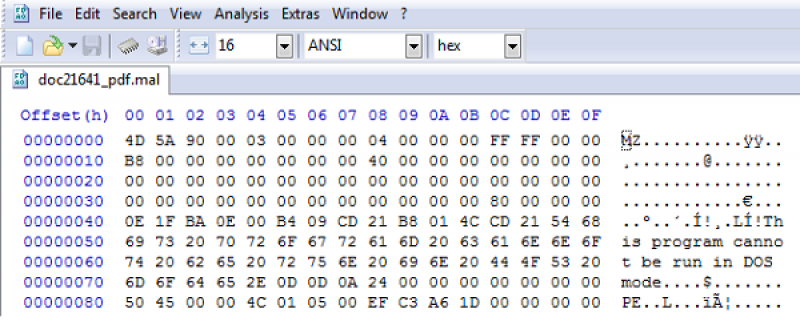 File Edit Search View Analysis Extras Window ?
16 ANSI hex
doc21641_pdf.mal
Offset(h) 00 01 02 03 04 05 06 07 08 09 0A 0B 0C 0D 0E 0F
00000000 4D 5A 90 00 03 00 00 00 04 00 00 00 FF FF 00 00 MZ..........ÿÿ..
00000010 B8 00 00 00 00 00 00 00 40 00 00 00 00 00 00 00 ¸.......@.......
00000020 00 00 00 00 00 00 00 00 00 00 00 00 00 00 00 00 ................
00000030 00 00 00 00 00 00 00 00 00 00 00 00 80 00 00 00 ............€...
00000040 0E 1F BA 0E 00 B4 09 CD 21 B8 01 4C CD 21 54 68 ..º..´.Í!¸.LÍ!Th
00000050 69 73 20 70 72 6F 67 72 61 6D 20 63 61 6E 6E 6F is program canno
00000060 74 20 62 65 20 72 75 6E 20 69 6E 20 44 4F 53 20 t be run in DOS
00000070 6D 6F 64 65 2E 0D 0D 0A 24 00 00 00 00 00 00 00 mode....$.......
00000080 50 45 00 00 4C 01 05 00 EF C3 A6 1D 00 00 00 00 PE..L...ïÃ¦.....